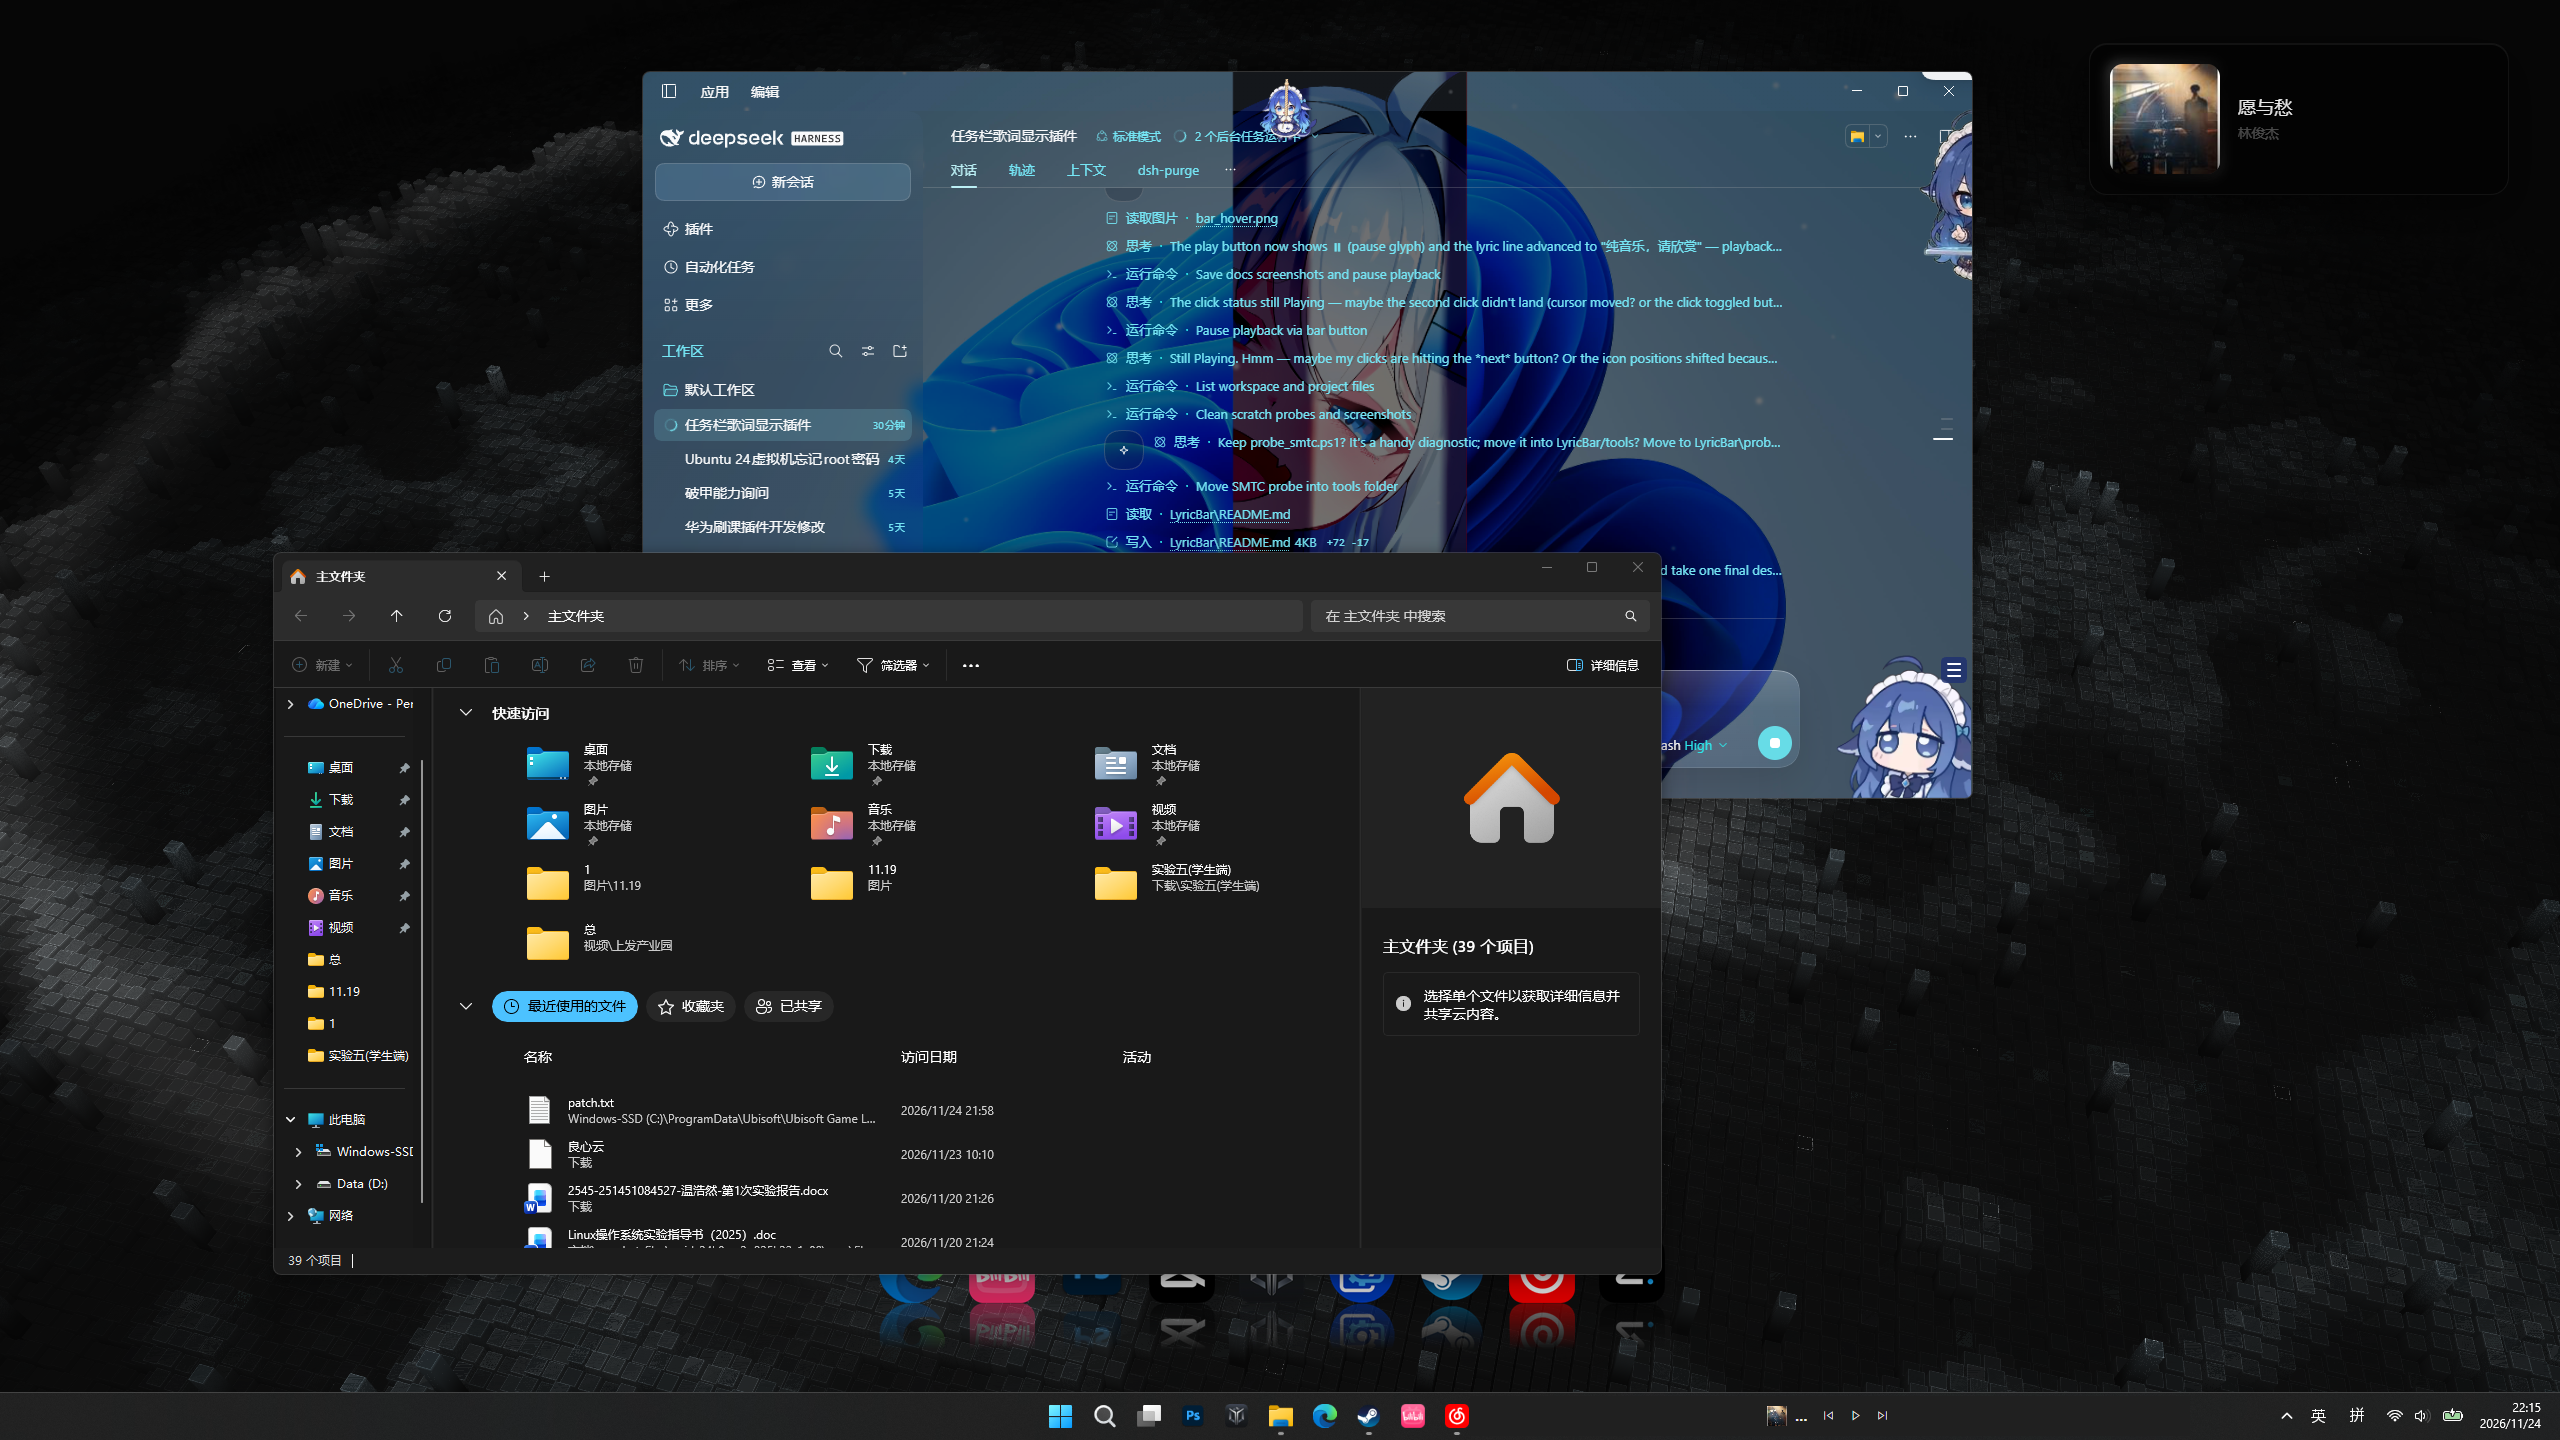 应用 编辑
deepseek HARNESS
新会话
插件
自动化任务
更多
工作区
默认工作区
任务栏歌词显示插件 30分钟
Ubuntu 24虚拟机忘记root密码 4天
破甲能力询问 5天
华为刷课插件开发修改 5天
任务栏歌词显示插件 标准模式 2 个后台任务运行中
对话 轨迹 上下文 dsh-purge ...
读取图片 · bar_hover.png
思考 · The play button now shows ⏸ (pause glyph) and the lyric line advanced to "纯音乐，请欣赏" — playback...
运行命令 · Save docs screenshots and pause playback
思考 · The click status still Playing — maybe the second click didn't land (cursor moved? or the click toggled but...
运行命令 · Pause playback via bar button
思考 · Still Playing. Hmm — maybe my clicks are hitting the *next* button? Or the icon positions shifted becaus...
运行命令 · List workspace and project files
运行命令 · Clean scratch probes and screenshots
思考 · Keep probe_smtc.ps1? It's a handy diagnostic; move it into LyricBar/tools? Move to LyricBar\prob...
运行命令 · Move SMTC probe into tools folder
读取 · LyricBar\README.md
写入 · LyricBar\README.md 4KB +72 -17
d take one final des...
ash High
愿与愁
林俊杰
主文件夹
主文件夹
在 主文件夹 中搜索
新建 排序 查看 筛选器 ... 详细信息
OneDrive - Per
桌面
下载
文档
图片
音乐
视频
总
11.19
1
实验五(学生端)
此电脑
Windows-SSD
Data (D:)
网络
快速访问
桌面
本地存储
下载
本地存储
文档
本地存储
图片
本地存储
音乐
本地存储
视频
本地存储
1
图片\11.19
11.19
图片
实验五(学生端)
下载\实验五(学生端)
总
视频\上发产业园
最近使用的文件 收藏夹 已共享
名称 访问日期 活动
patch.txt
Windows-SSD (C:)\ProgramData\Ubisoft\Ubisoft Game L... 2026/11/24 21:58
良心云
下载 2026/11/23 10:10
2545-251451084527-温浩然-第1次实验报告.docx
下载 2026/11/20 21:26
Linux操作系统实验指导书（2025）.doc
2026/11/20 21:24
主文件夹 (39 个项目)
选择单个文件以获取详细信息并
共享云内容。
39 个项目
Ps
...
英 拼
22:15
2026/11/24